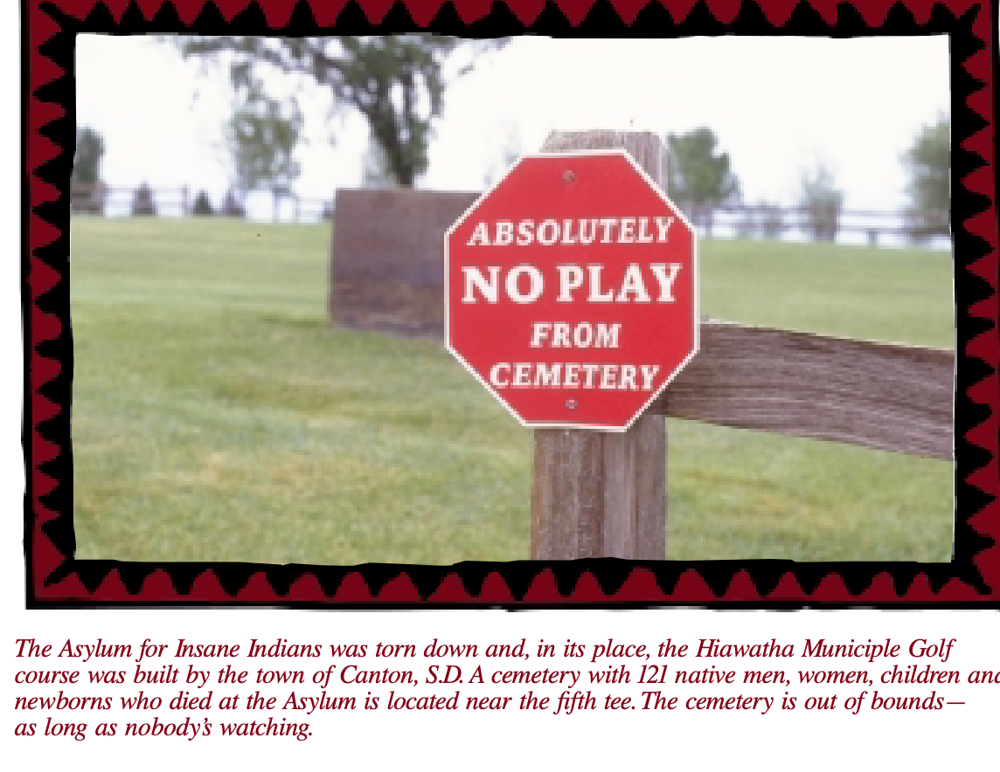 ABSOLUTELY
NO PLAY
FROM
CEMETERY
The Asylum for Insane Indians was torn down and, in its place, the Hiawatha Municiple Golf
course was built by the town of Canton, S.D. A cemetery with 121 native men, women, children and
newborns who died at the Asylum is located near the fifth tee. The cemetery is out of bounds—
as long as nobody's watching.